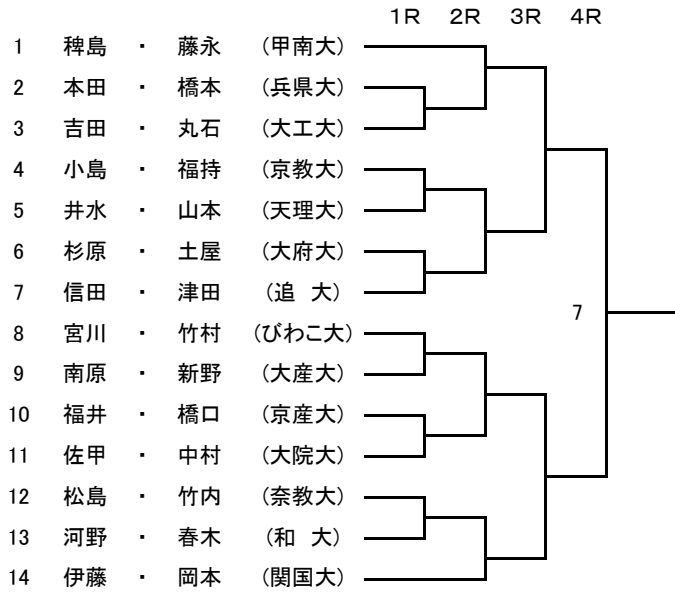 1R 2R 3R 4R
1 稗島 ・ 藤永 (甲南大)
2 本田 ・ 橋本 (兵県大)
3 吉田 ・ 丸石 (大工大)
4 小島 ・ 福持 (京教大)
5 井水 ・ 山本 (天理大)
6 杉原 ・ 土屋 (大府大)
7 信田 ・ 津田 (追 大)
7
8 宮川 ・ 竹村 (びわこ大)
9 南原 ・ 新野 (大産大)
10 福井 ・ 橋口 (京産大)
11 佐甲 ・ 中村 (大院大)
12 松島 ・ 竹内 (奈教大)
13 河野 ・ 春木 (和 大)
14 伊藤 ・ 岡本 (関国大)